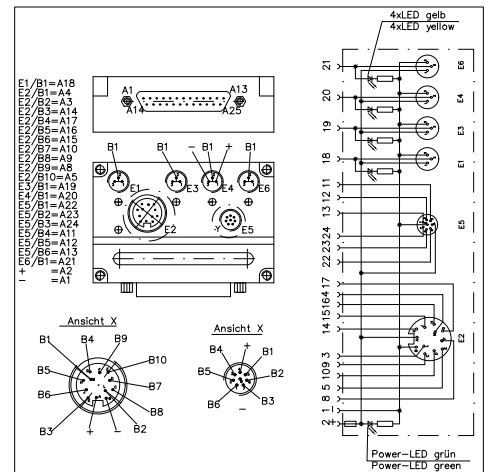 4xLED gelb
4xLED yellow
E1/B1=A18
E2/B1=A4
E2/B2=A3
E2/B3=A14
E2/B4=A17
E2/B5=A16
E2/B6=A15
E2/B7=A10
E2/B8=A9
E2/B9=A8
E2/B10=A5
E3/B1=A19
E4/B1=A20
E5/B1=A22
E5/B2=A23
E5/B3=A24
E5/B4=A11
E5/B5=A12
E5/B6=A13
E6/B1=A21
+ =A2
- =A1
A1 A13
A14 A25
B1 B1 - B1 + B1
E1 E3 E4 E6
E2 E5
Ansicht X
B1 B4 B9
B10
B5 B7
B6 B8
B3 + - B2
Ansicht X
B4 + B1
B5 B2
B6 B3
-
21 E6
20 E4
19 E3
18 E1
11
12
13
E5
24
23
22
17
16
15
14
E2
3
9
10
5
8
1-
2+
Power-LED grün
Power-LED green